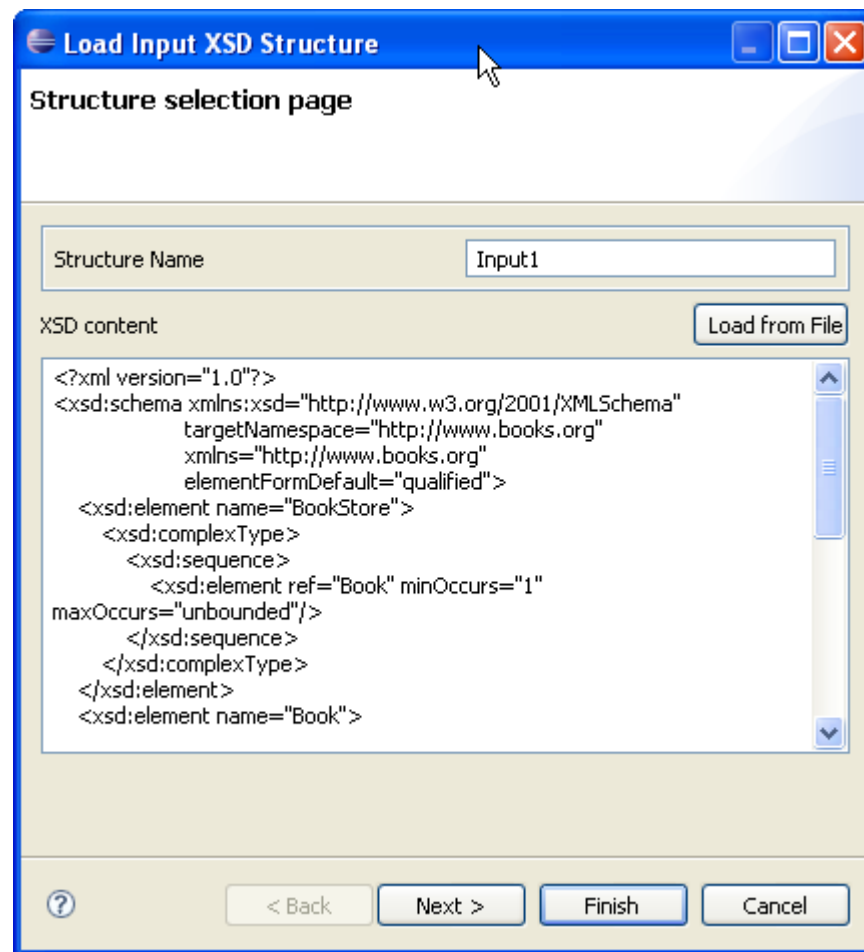 Load Input XSD Structure
Structure selection page
Structure Name Input1
XSD content Load from File
<?xml version="1.0"?>
<xsd:schema xmlns:xsd="http://www.w3.org/2001/XMLSchema"
targetNamespace="http://www.books.org"
xmlns="http://www.books.org"
elementFormDefault="qualified">
<xsd:element name="BookStore">
<xsd:complexType>
<xsd:sequence>
<xsd:element ref="Book" minOccurs="1"
maxOccurs="unbounded"/>
</xsd:sequence>
</xsd:complexType>
</xsd:element>
<xsd:element name="Book">
? < Back Next > Finish Cancel